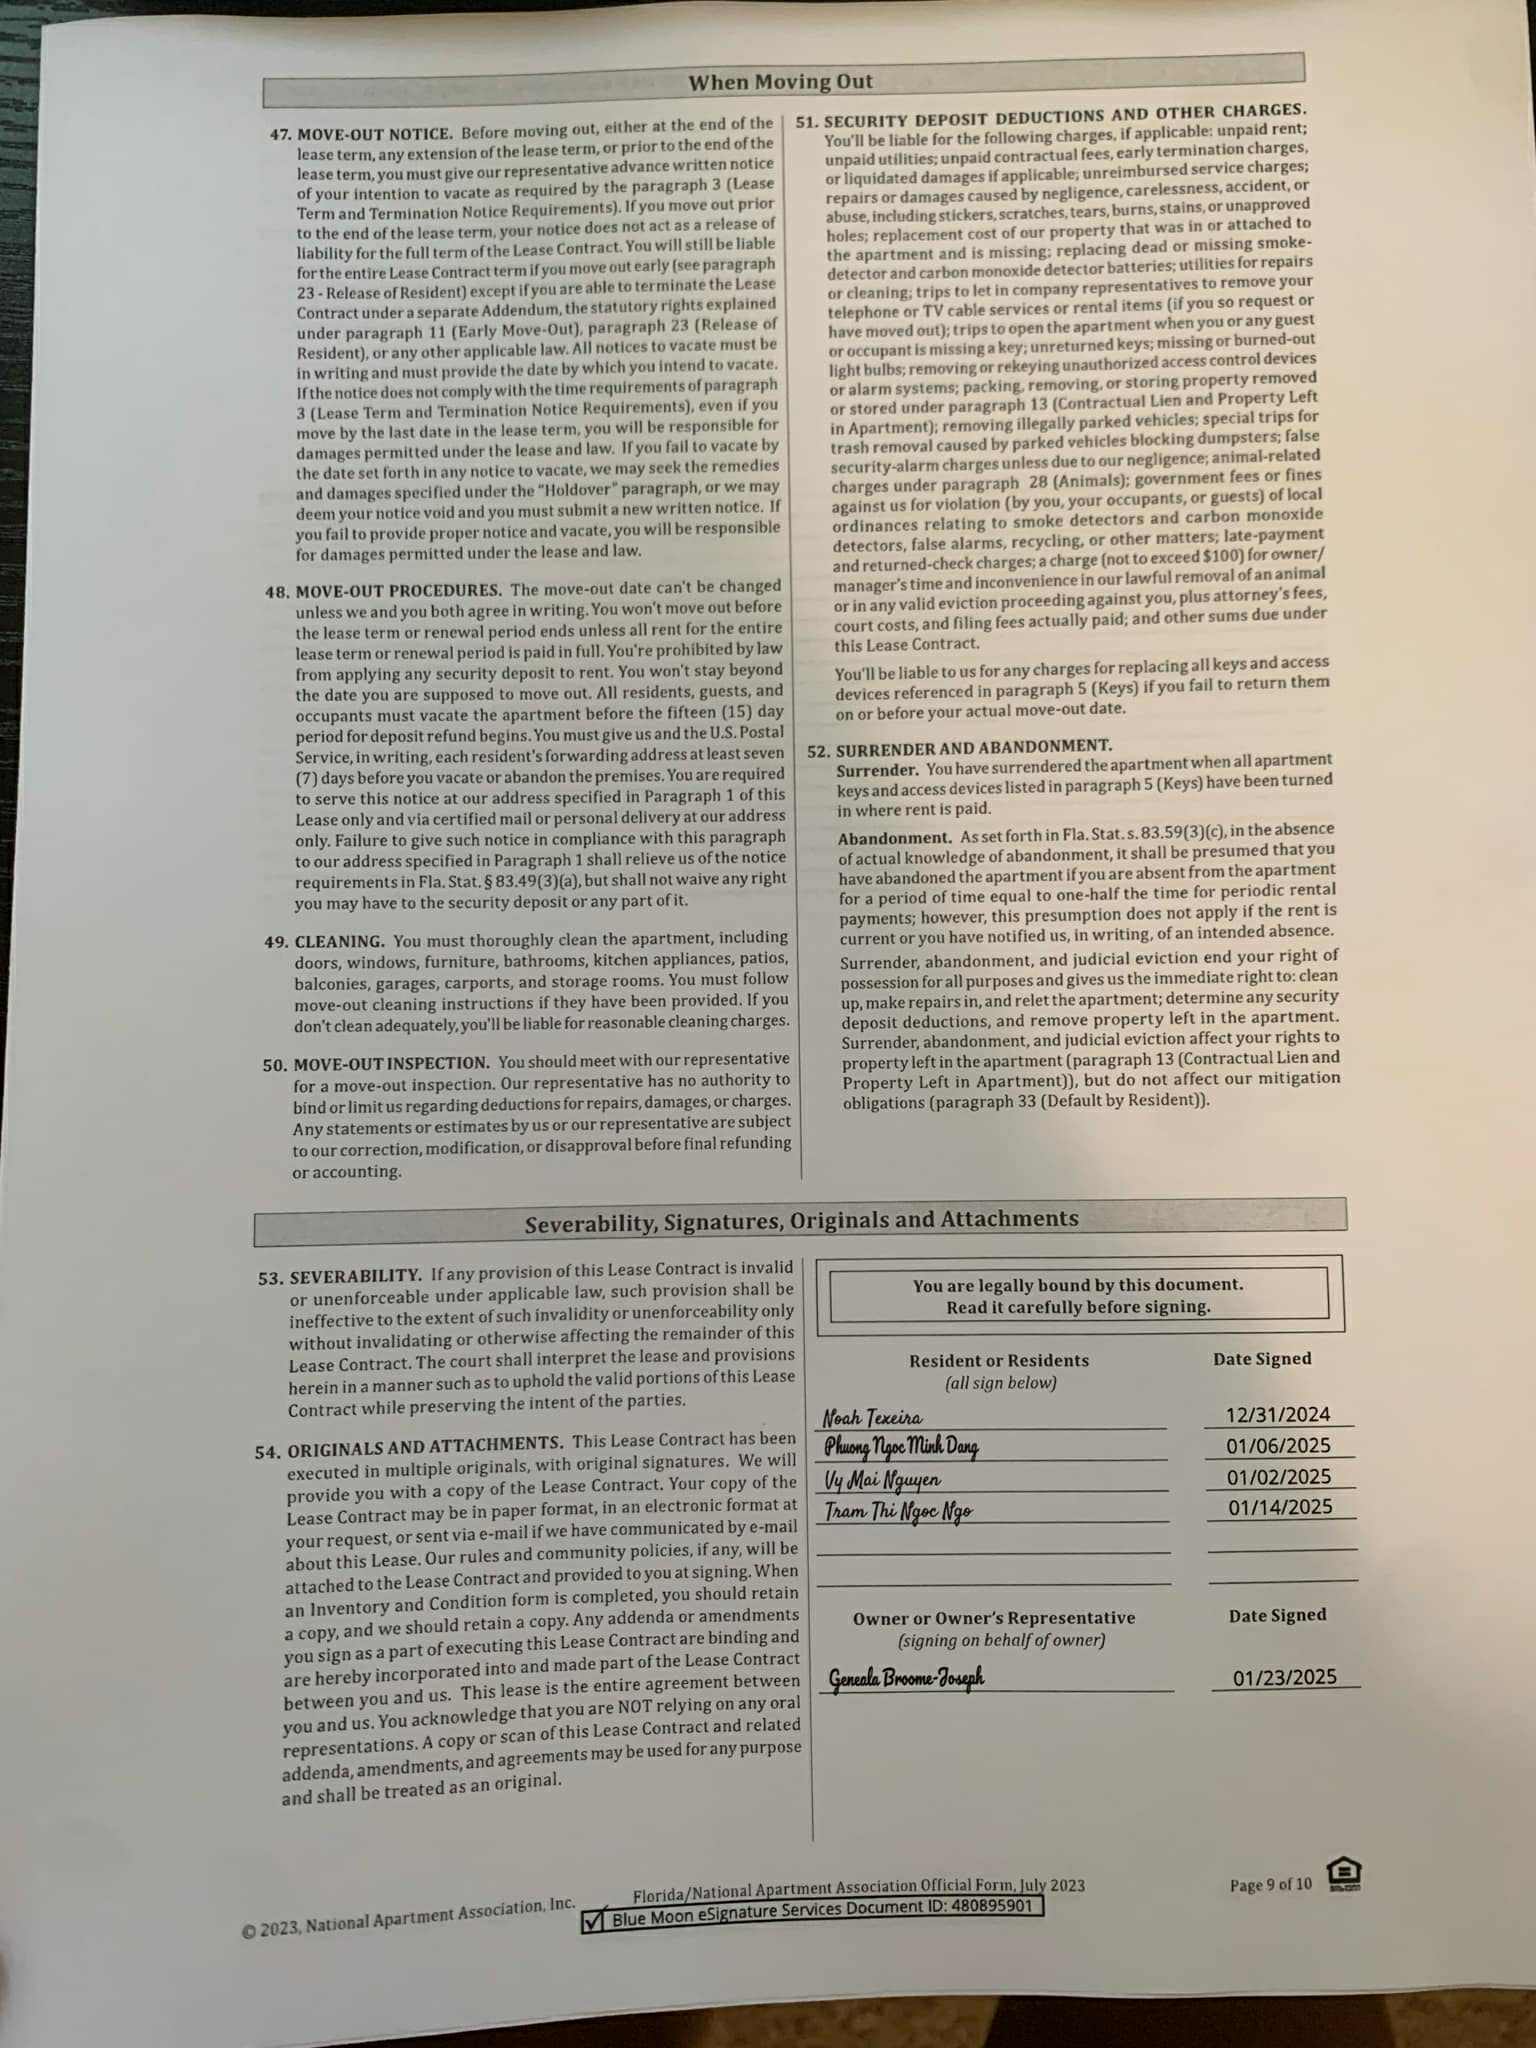 When Moving Out
47. MOVE-OUT NOTICE. Before moving out, either at the end of the
lease term, any extension of the lease term, or prior to the end of the
lease term, you must give our representative advance written notice
of your intention to vacate as required by the paragraph 3 (Lease
Term and Termination Notice Requirements). If you move out prior
to the end of the lease term, your notice does not act as a release of
liability for the full term of the Lease Contract. You will still be liable
for the entire Lease Contract term if you move out early (see paragraph
23 - Release of Resident) except if you are able to terminate the Lease
Contract under a separate Addendum, the statutory rights explained
under paragraph 11 (Early Move-Out), paragraph 23 (Release of
Resident), or any other applicable law. All notices to vacate must be
in writing and must provide the date by which you intend to vacate.
If the notice does not comply with the time requirements of paragraph
3 (Lease Term and Termination Notice Requirements), even if you
move by the last date in the lease term, you will be responsible for
damages permitted under the lease and law. If you fail to vacate by
the date set forth in any notice to vacate, we may seek the remedies
and damages specified under the "Holdover" paragraph, or we may
deem your notice void and you must submit a new written notice. If
you fail to provide proper notice and vacate, you will be responsible
for damages permitted under the lease and law.
48. MOVE-OUT PROCEDURES. The move-out date can't be changed
unless we and you both agree in writing. You won't move out before
the lease term or renewal period ends unless all rent for the entire
lease term or renewal period is paid in full. You're prohibited by law
from applying any security deposit to rent. You won't stay beyond
the date you are supposed to move out. All residents, guests, and
occupants must vacate the apartment before the fifteen (15) day
period for deposit refund begins. You must give us and the U.S. Postal
Service, in writing, each resident's forwarding address at least seven
(7) days before you vacate or abandon the premises. You are required
to serve this notice at our address specified in Paragraph 1 of this
Lease only and via certified mail or personal delivery at our address
only. Failure to give such notice in compliance with this paragraph
to our address specified in Paragraph 1 shall relieve us of the notice
requirements in Fla. Stat. § 83.49(3)(a), but shall not waive any right
you may have to the security deposit or any part of it.
49. CLEANING. You must thoroughly clean the apartment, including
doors, windows, furniture, bathrooms, kitchen appliances, patios,
balconies, garages, carports, and storage rooms. You must follow
move-out cleaning instructions if they have been provided. If you
don't clean adequately, you'll be liable for reasonable cleaning charges.
50. MOVE-OUT INSPECTION. You should meet with our representative
for a move-out inspection. Our representative has no authority to
bind or limit us regarding deductions for repairs, damages, or charges.
Any statements or estimates by us or our representative are subject
to our correction, modification, or disapproval before final refunding
or accounting.
51. SECURITY DEPOSIT DEDUCTIONS AND OTHER CHARGES.
You'll be liable for the following charges, if applicable: unpaid rent;
unpaid utilities; unpaid contractual fees, early termination charges,
or liquidated damages if applicable; unreimbursed service charges;
repairs or damages caused by negligence, carelessness, accident, or
abuse, including stickers, scratches, tears, burns, stains, or unapproved
holes; replacement cost of our property that was in or attached to
the apartment and is missing; replacing dead or missing smoke-
detector and carbon monoxide detector batteries; utilities for repairs
or cleaning; trips to let in company representatives to remove your
telephone or TV cable services or rental items (if you so request or
have moved out); trips to open the apartment when you or any guest
or occupant is missing a key; unreturned keys; missing or burned-out
light bulbs; removing or rekeying unauthorized access control devices
or alarm systems; packing, removing, or storing property removed
or stored under paragraph 13 (Contractual Lien and Property Left
in Apartment); removing illegally parked vehicles; special trips for
trash removal caused by parked vehicles blocking dumpsters; false
security-alarm charges unless due to our negligence; animal-related
charges under paragraph 28 (Animals); government fees or fines
against us for violation (by you, your occupants, or guests) of local
ordinances relating to smoke detectors and carbon monoxide
detectors, false alarms, recycling, or other matters; late-payment
and returned-check charges; a charge (not to exceed $100) for owner/
manager's time and inconvenience in our lawful removal of an animal
or in any valid eviction proceeding against you, plus attorney's fees,
court costs, and filing fees actually paid; and other sums due under
this Lease Contract.
You'll be liable to us for any charges for replacing all keys and access
devices referenced in paragraph 5 (Keys) if you fail to return them
on or before your actual move-out date.
52. SURRENDER AND ABANDONMENT.
Surrender. You have surrendered the apartment when all apartment
keys and access devices listed in paragraph 5 (Keys) have been turned
in where rent is paid.
Abandonment. As set forth in Fla. Stat. s. 83.59(3)(c), in the absence
of actual knowledge of abandonment, it shall be presumed that you
have abandoned the apartment if you are absent from the apartment
for a period of time equal to one-half the time for periodic rental
payments; however, this presumption does not apply if the rent is
current or you have notified us, in writing, of an intended absence.
Surrender, abandonment, and judicial eviction end your right of
possession for all purposes and gives us the immediate right to: clean
up, make repairs in, and relet the apartment; determine any security
deposit deductions, and remove property left in the apartment.
Surrender, abandonment, and judicial eviction affect your rights to
property left in the apartment (paragraph 13 (Contractual Lien and
Property Left in Apartment)), but do not affect our mitigation
obligations (paragraph 33 (Default by Resident)).
Severability, Signatures, Originals and Attachments
53. SEVERABILITY. If any provision of this Lease Contract is invalid
or unenforceable under applicable law, such provision shall be
ineffective to the extent of such invalidity or unenforceability only
without invalidating or otherwise affecting the remainder of this
Lease Contract. The court shall interpret the lease and provisions
herein in a manner such as to uphold the valid portions of this Lease
Contract while preserving the intent of the parties.
54. ORIGINALS AND ATTACHMENTS. This Lease Contract has been
executed in multiple originals, with original signatures. We will
provide you with a copy of the Lease Contract. Your copy of the
Lease Contract may be in paper format, in an electronic format at
your request, or sent via e-mail if we have communicated by e-mail
about this Lease. Our rules and community policies, if any, will be
attached to the Lease Contract and provided to you at signing. When
an Inventory and Condition form is completed, you should retain
a copy, and we should retain a copy. Any addenda or amendments
you sign as a part of executing this Lease Contract are binding and
are hereby incorporated into and made part of the Lease Contract
between you and us. This lease is the entire agreement between
you and us. You acknowledge that you are NOT relying on any oral
representations. A copy or scan of this Lease Contract and related
addenda, amendments, and agreements may be used for any purpose
and shall be treated as an original.
You are legally bound by this document.
Read it carefully before signing.
Resident or Residents Date Signed
(all sign below)
Noah Texeira 12/31/2024
Phuong Ngoc Minh Dang 01/06/2025
Vy Mai Nguyen 01/02/2025
Tram Thi Ngoc Ngo 01/14/2025
Owner or Owner's Representative Date Signed
(signing on behalf of owner)
Geneala Broome-Joseph 01/23/2025
© 2023, National Apartment Association, Inc. Florida/National Apartment Association Official Form, July 2023 Page 9 of 10
Blue Moon eSignature Services Document ID: 480895901